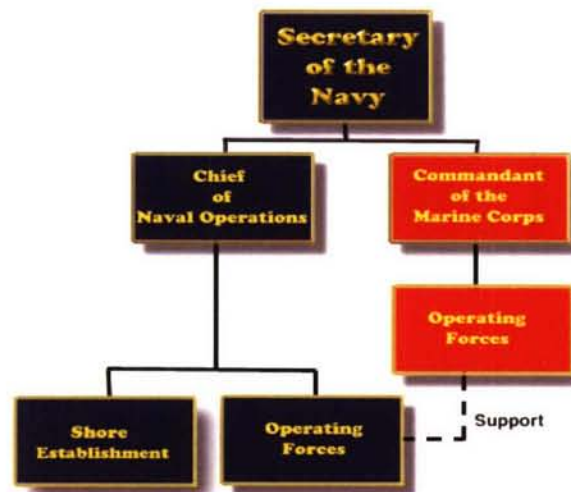 Secretary
of the
Navy
Chief
of
Naval Operations
Commandant
of the
Marine Corps
Operating
Forces
Shore
Establishment
Operating
Forces
Support